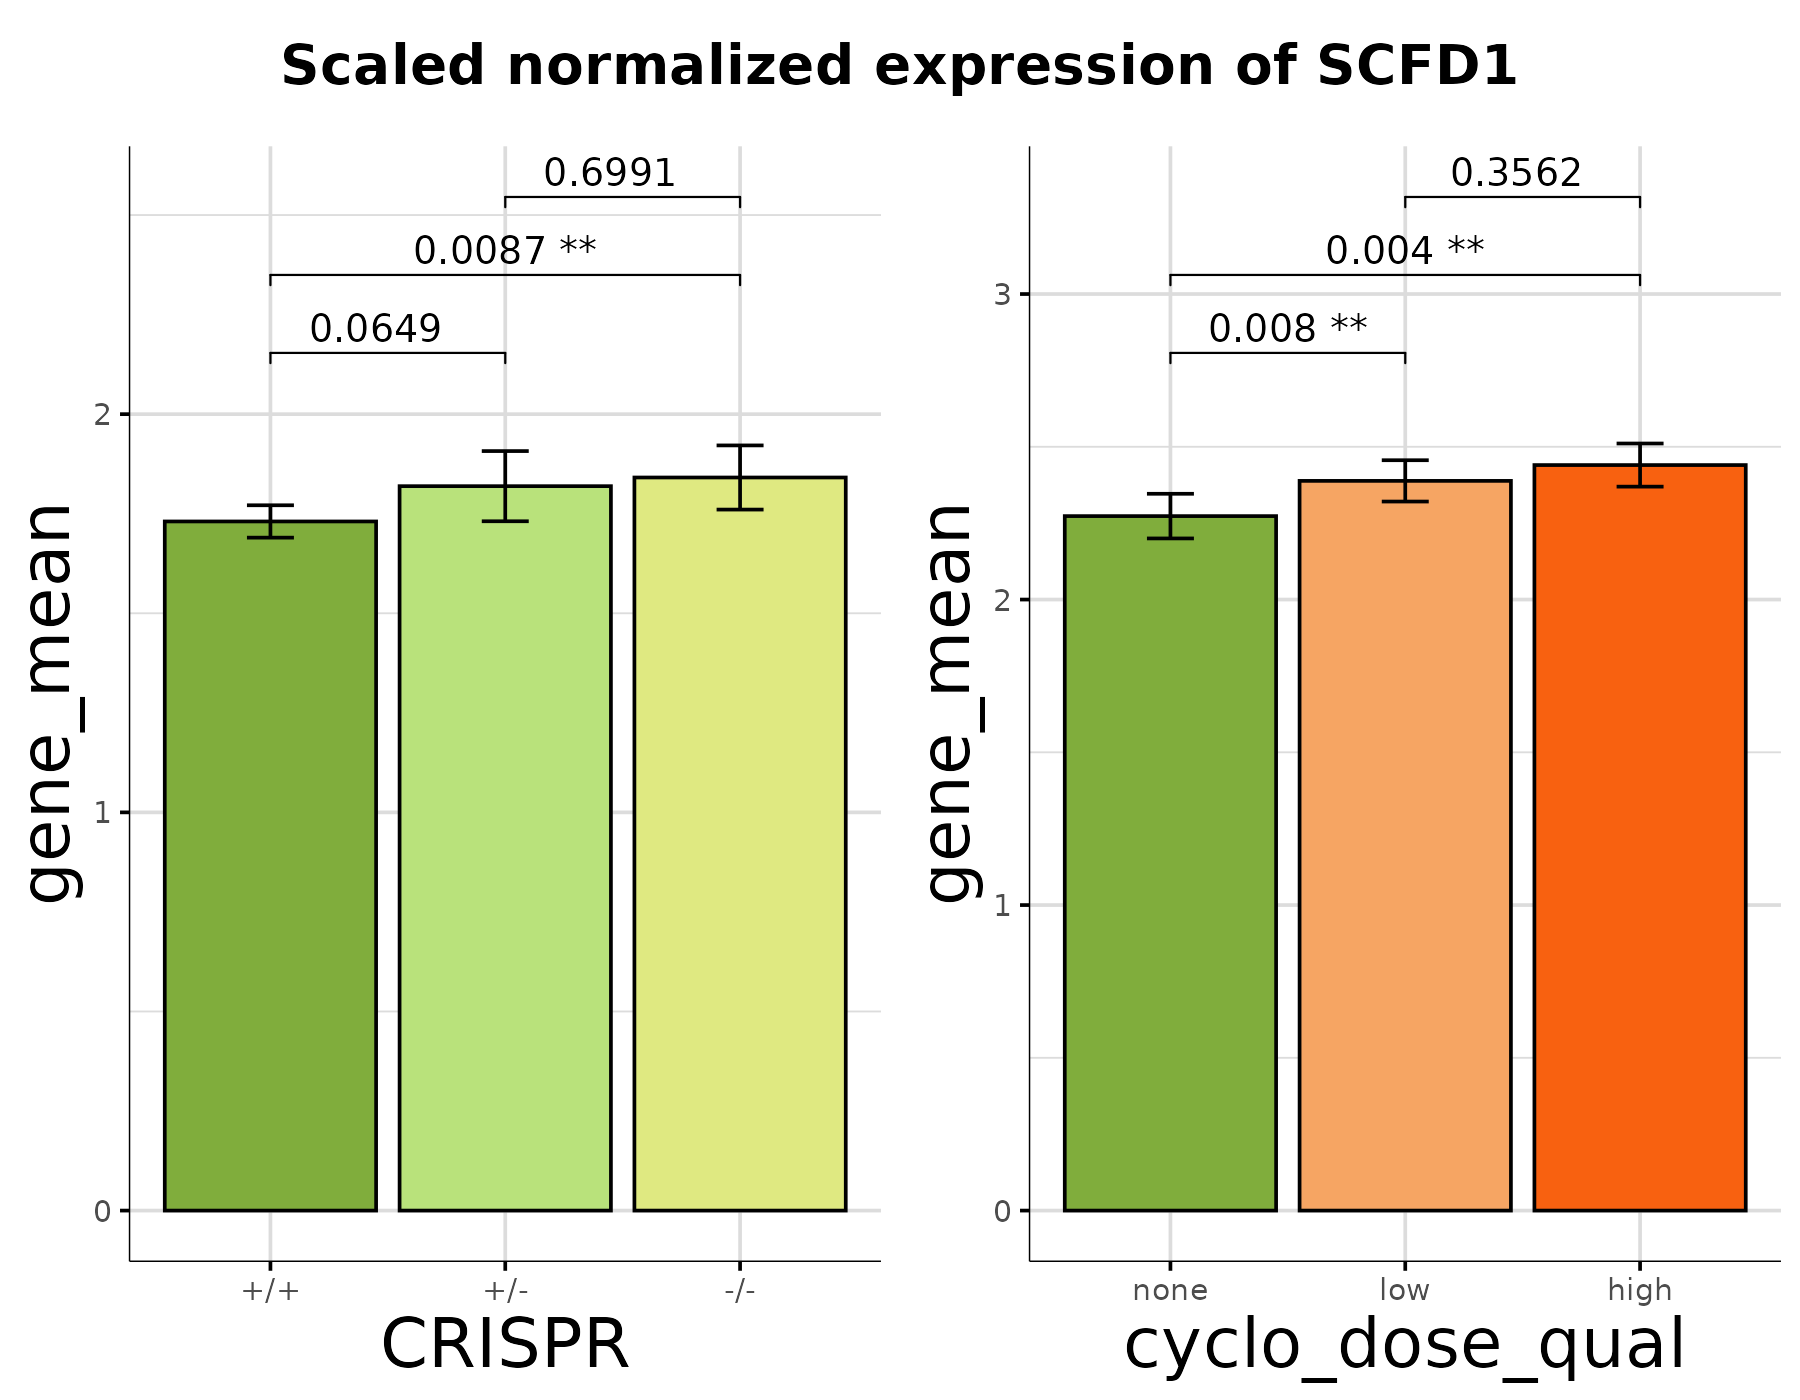 Scaled normalized expression of SCFD1
0.6991
0.0087 **
0.0649
2
1
0
gene_mean
+/+ +/- -/-
CRISPR
0.3562
0.004 **
0.008 **
3
2
1
0
gene_mean
none low high
cyclo_dose_qual